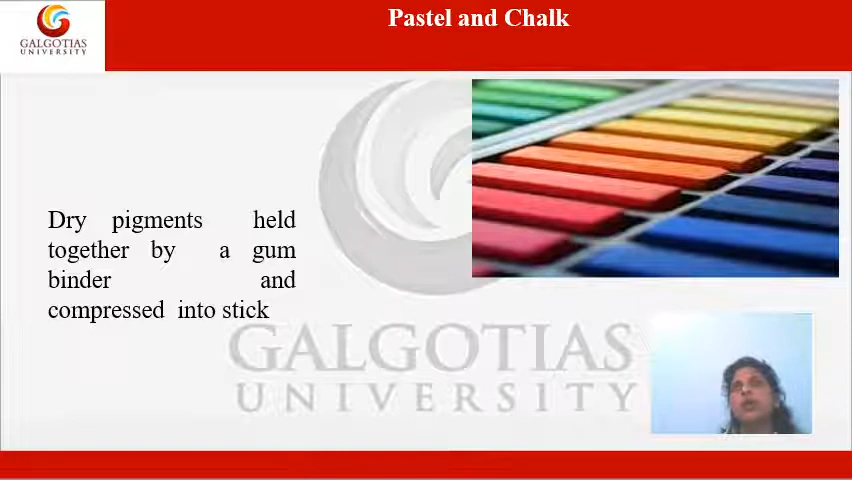 Pastel and Chalk
GALGOTIAS
UNIVERSITY
Dry pigments held
together by a gum
binder and
compressed into stick
GALGOTIAS
UNIVERSITY